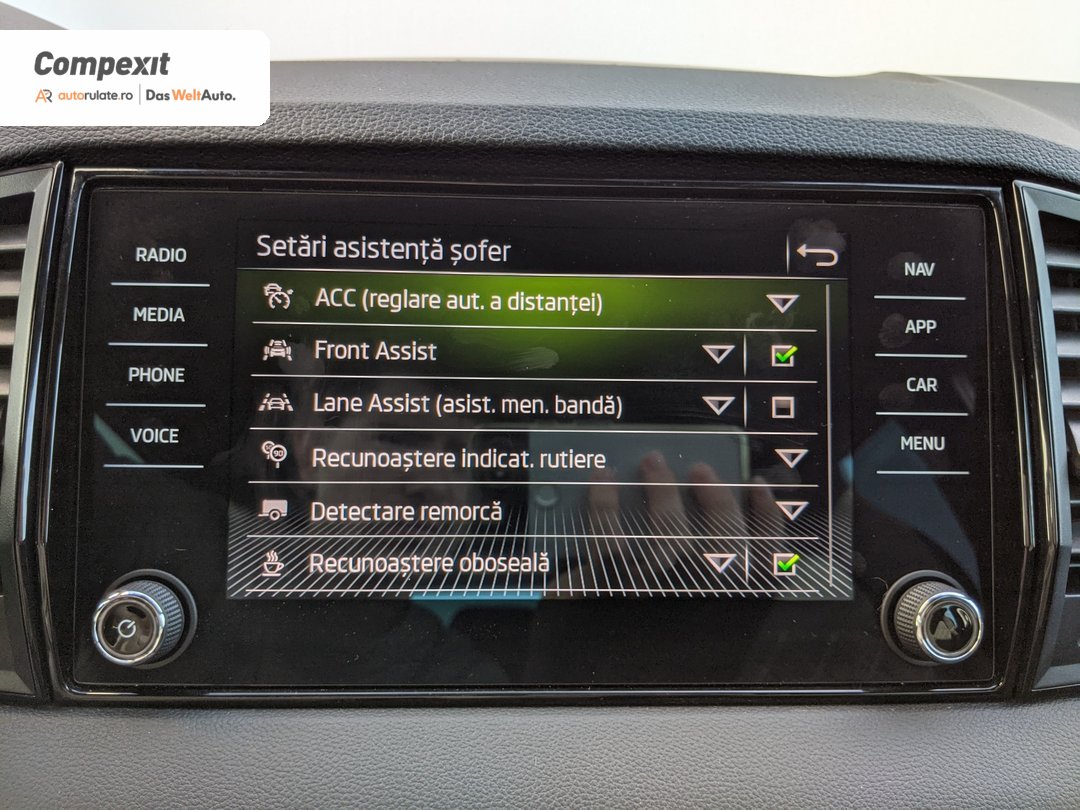 Compexit
autorulate.ro | Das WeltAuto.
RADIO
MEDIA
PHONE
VOICE
Setări asistență șofer
ACC (reglare aut. a distanței)
Front Assist
Lane Assist (asist. men. bandă)
Recunoaștere indicat. rutiere
Detectare remorcă
Recunoaștere oboseală
NAV
APP
CAR
MENU